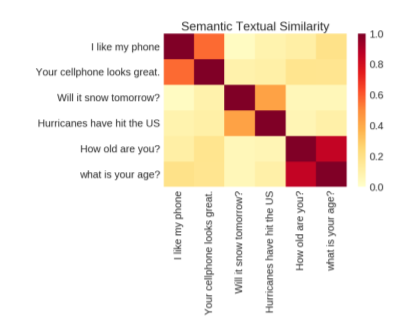 Semantic Textual Similarity
I like my phone
Your cellphone looks great.
Will it snow tomorrow?
Hurricanes have hit the US
How old are you?
what is your age?
1.0
0.8
0.6
0.4
0.2
0.0
I like my phone
Your cellphone looks great.
Will it snow tomorrow?
Hurricanes have hit the US
How old are you?
what is your age?